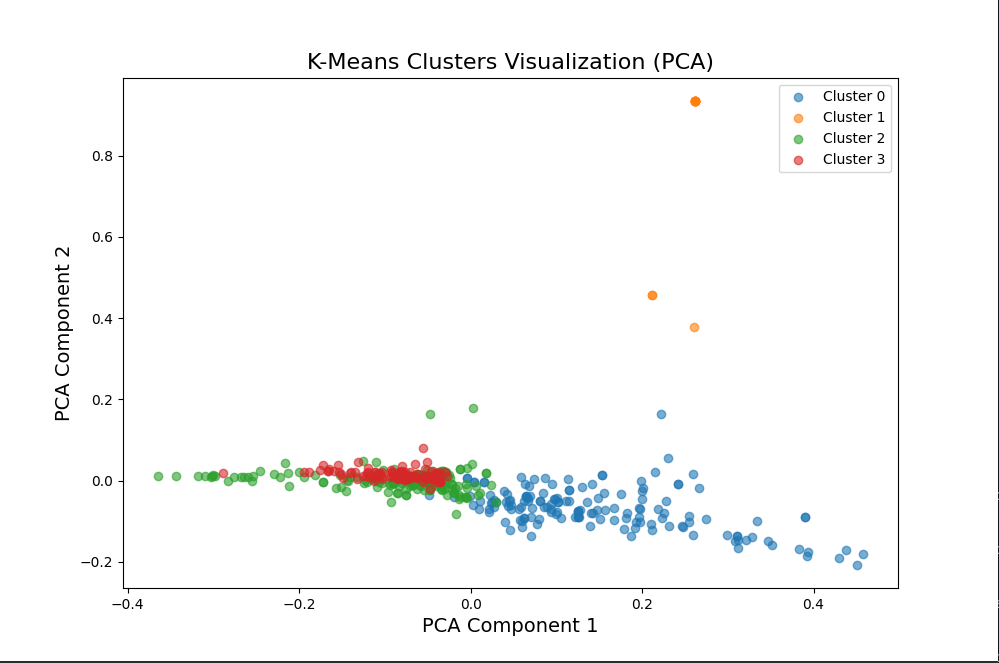 K-Means Clusters Visualization (PCA)
Cluster 0
Cluster 1
Cluster 2
Cluster 3
PCA Component 2
0.8
0.6
0.4
0.2
0.0
−0.2
−0.4
−0.2
0.0
0.2
0.4
PCA Component 1